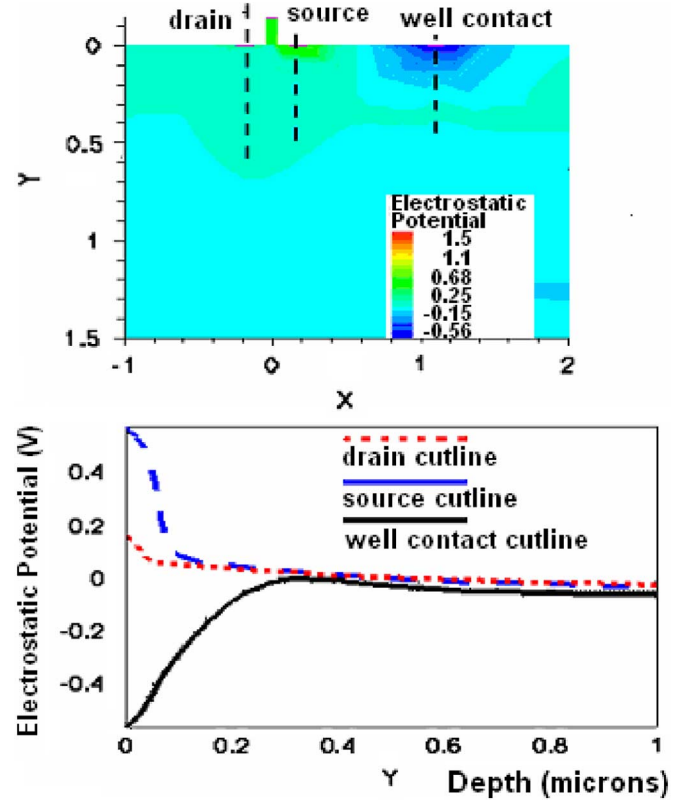 drain
source
well contact
0
0.5
1
1.5
Y
Electrostatic
Potential
1.5
1.1
0.68
0.25
-0.15
-0.56
-1
0
1
2
X
Electrostatic Potential (V)
0.4
0.2
0
-0.2
-0.4
drain cutline
source cutline
well contact cutline
0
0.2
0.4
0.6
0.8
1
Y
Depth (microns)